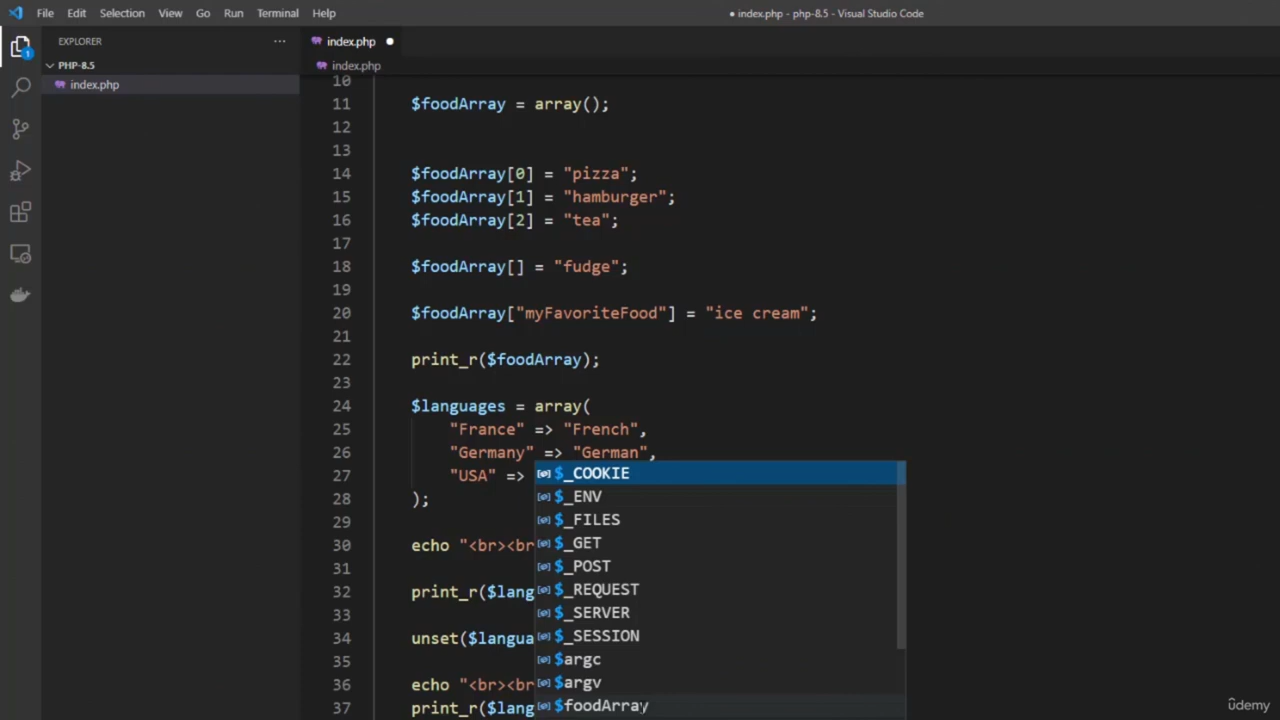 File Edit Selection View Go Run Terminal Help ● index.php - php-8.5 - Visual Studio Code
EXPLORER ···
PHP-8.5
index.php
1
index.php ●
index.php
10
11 $foodArray = array();
12
13
14 $foodArray[0] = "pizza";
15 $foodArray[1] = "hamburger";
16 $foodArray[2] = "tea";
17
18 $foodArray[] = "fudge";
19
20 $foodArray["myFavoriteFood"] = "ice cream";
21
22 print_r($foodArray);
23
24 $languages = array(
25 "France" => "French",
26 "Germany" => "German",
27 "USA" =>
28 );
29
30 echo "<br><br
31
32 print_r($lang
33
34 unset($langua
35
36 echo "<br><br
37 print_r($lang
$_COOKIE
$_ENV
$_FILES
$_GET
$_POST
$_REQUEST
$_SERVER
$_SESSION
$argc
$argv
$foodArray
ûdemy